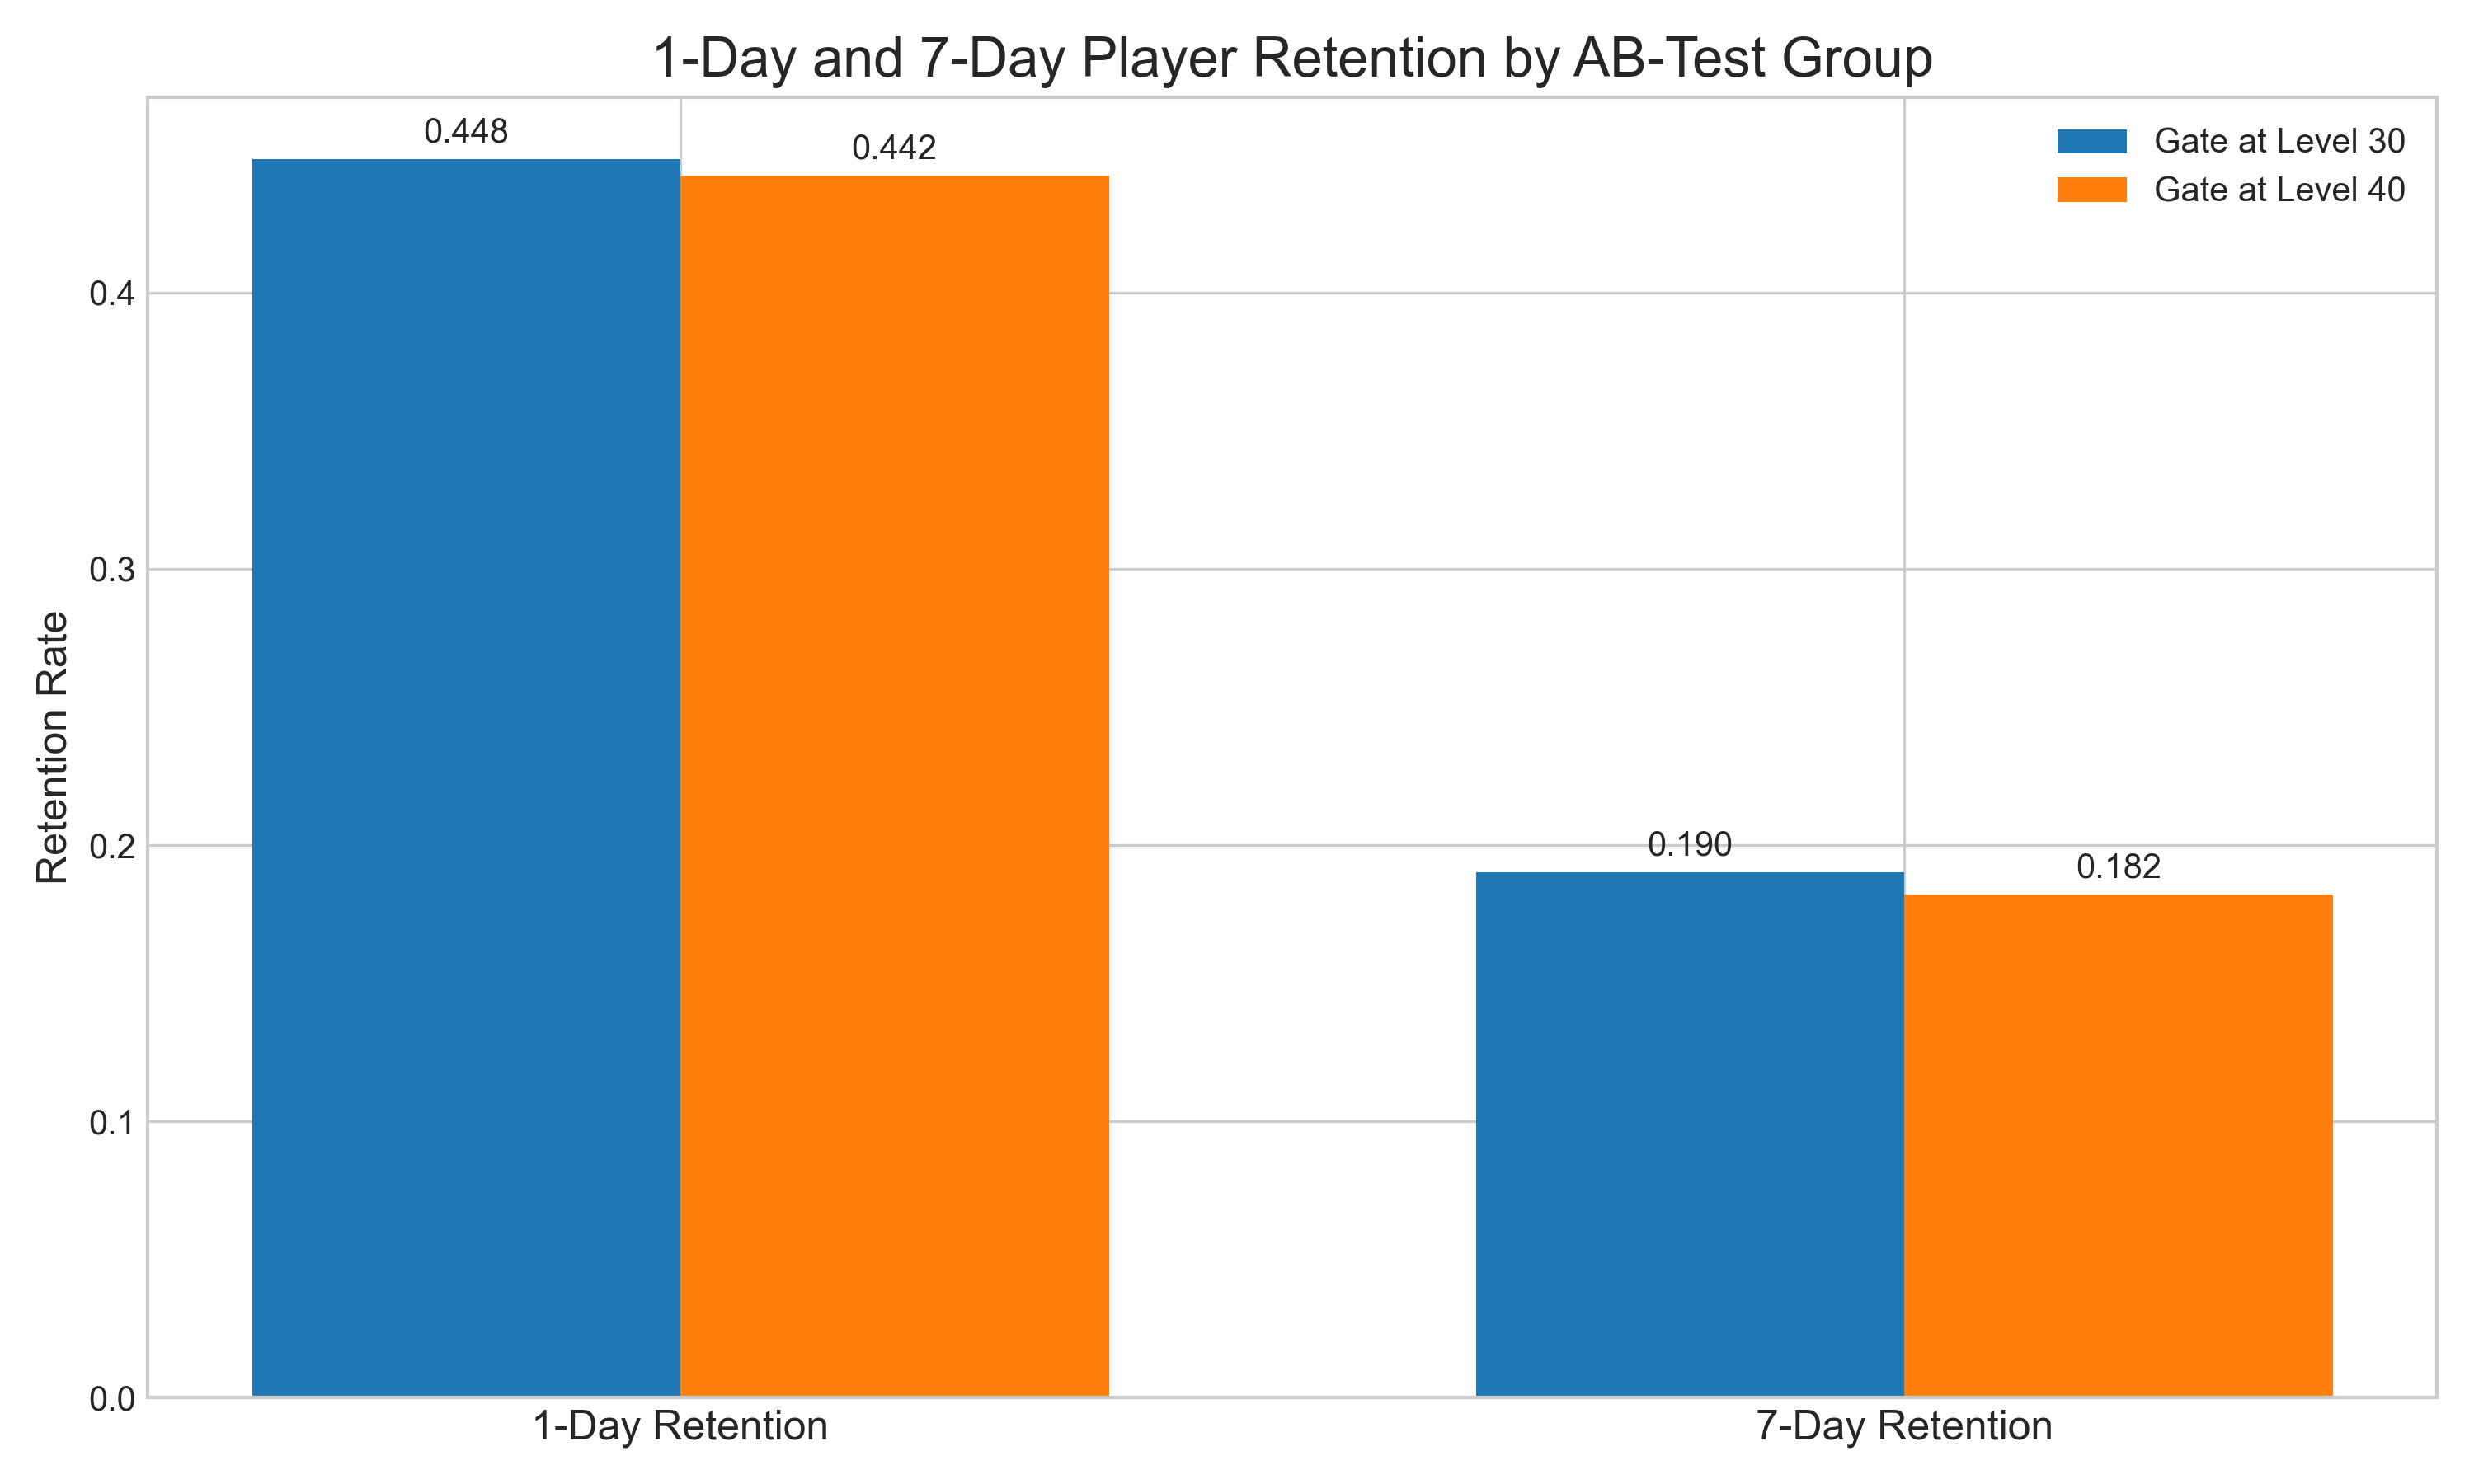 1-Day and 7-Day Player Retention by AB-Test Group
0.448
0.442
Gate at Level 30
Gate at Level 40
0.4
0.3
0.2
0.1
0.0
Retention Rate
0.190
0.182
1-Day Retention
7-Day Retention